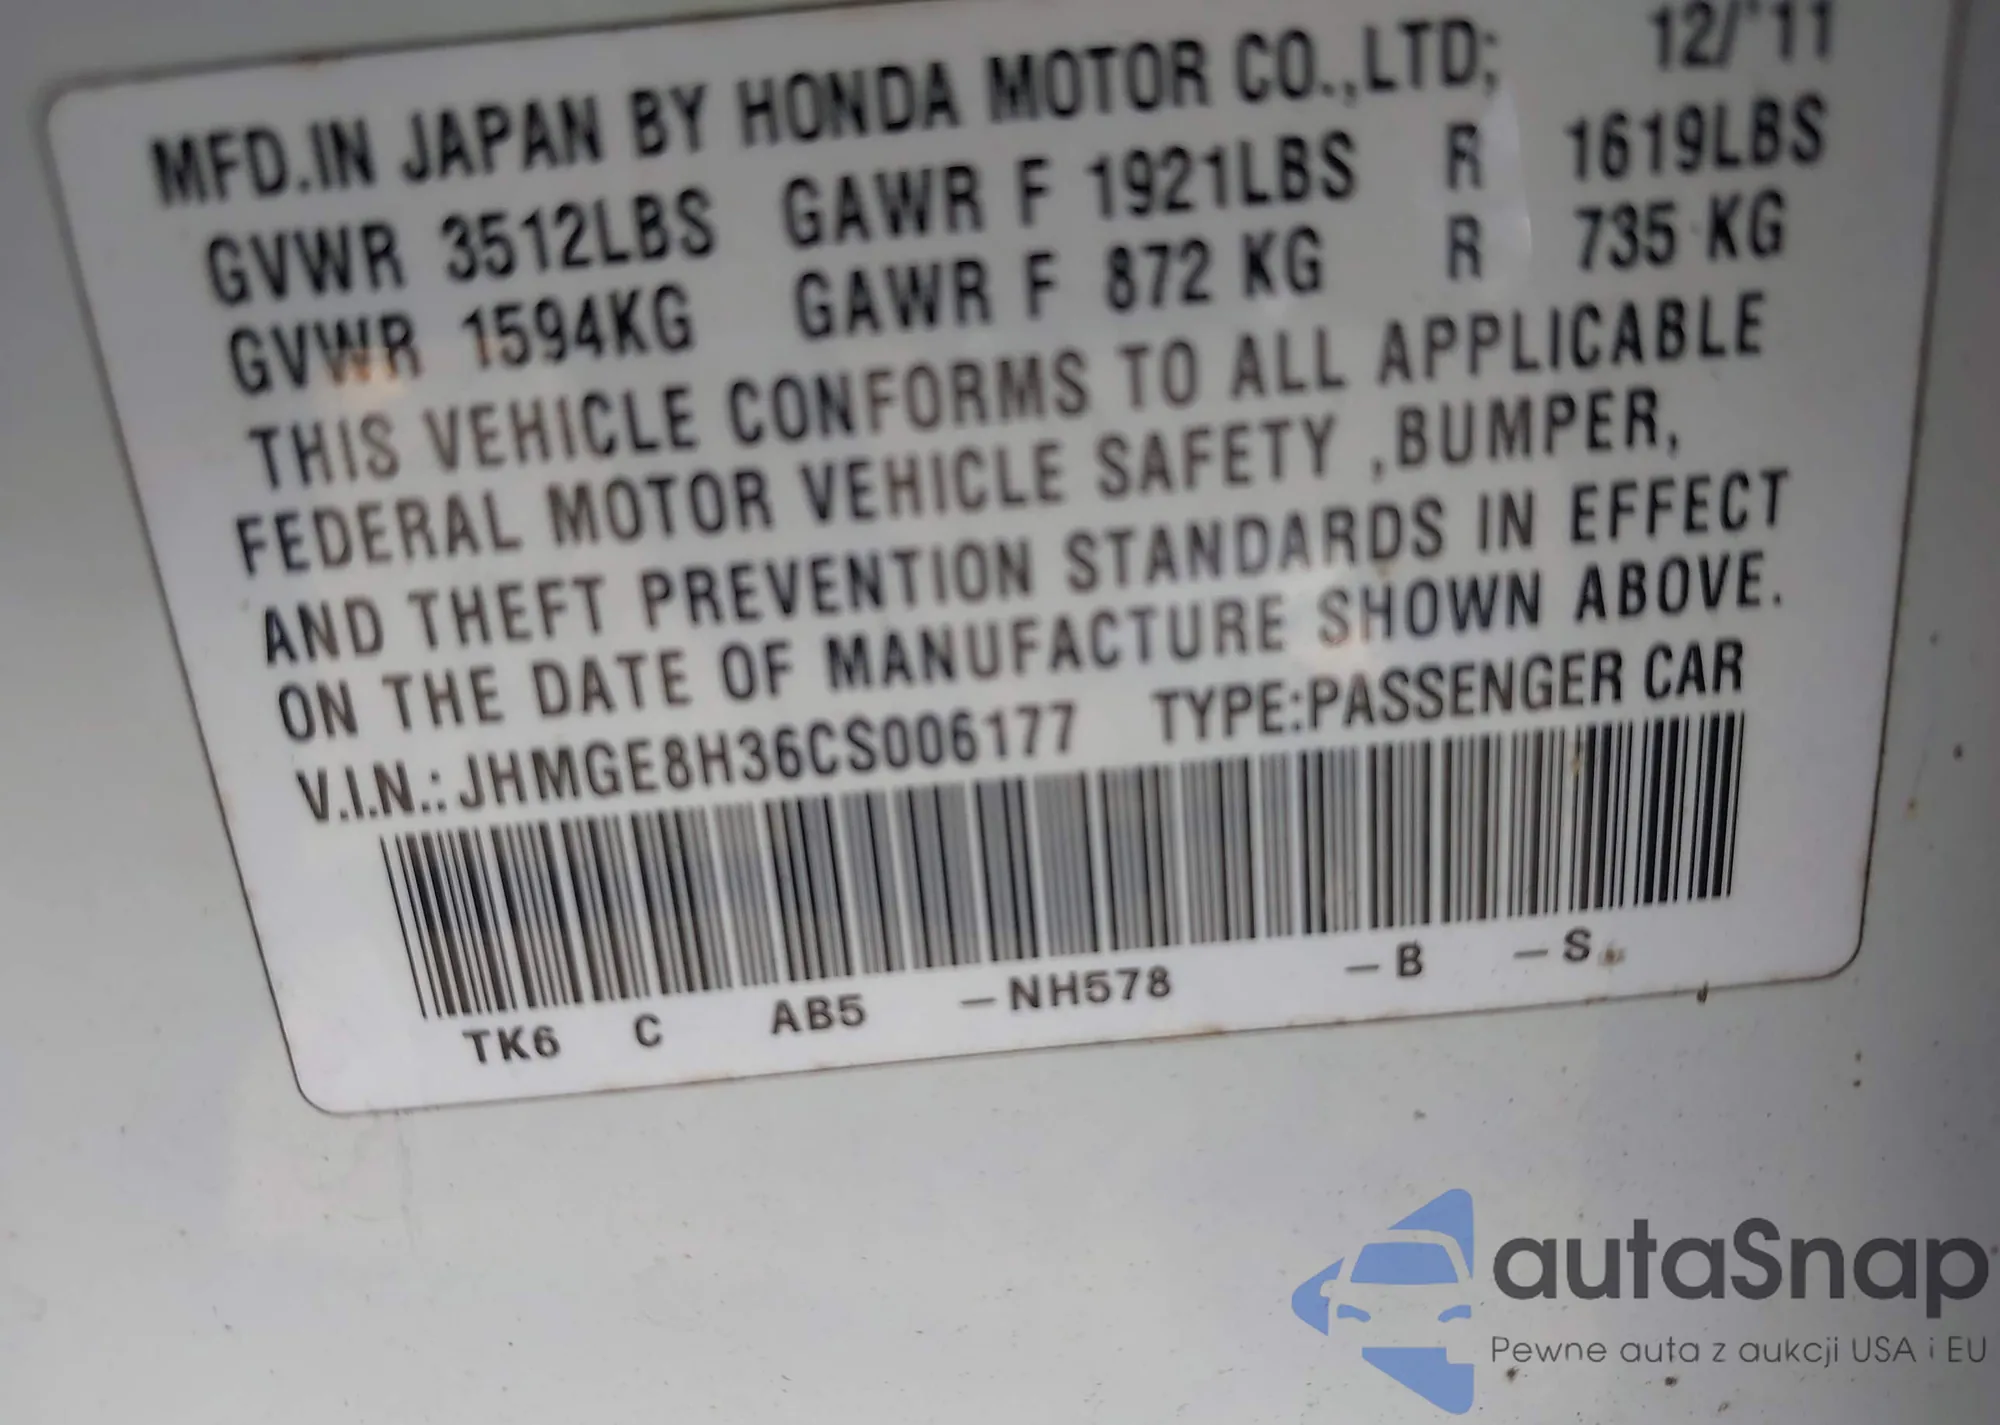 MFD.IN JAPAN BY HONDA MOTOR CO.,LTD; 12/'11
GVWR 3512LBS GAWR F 1921LBS R 1619LBS
GVWR 1594KG GAWR F 872 KG R 735 KG
THIS VEHICLE CONFORMS TO ALL APPLICABLE
FEDERAL MOTOR VEHICLE SAFETY ,BUMPER,
AND THEFT PREVENTION STANDARDS IN EFFECT
ON THE DATE OF MANUFACTURE SHOWN ABOVE.
V.I.N.: JHMGE8H36CS006177 TYPE:PASSENGER CAR
TK6 C AB5 –NH578 –B –S
autaSnap
Pewne auta z aukcji USA i EU